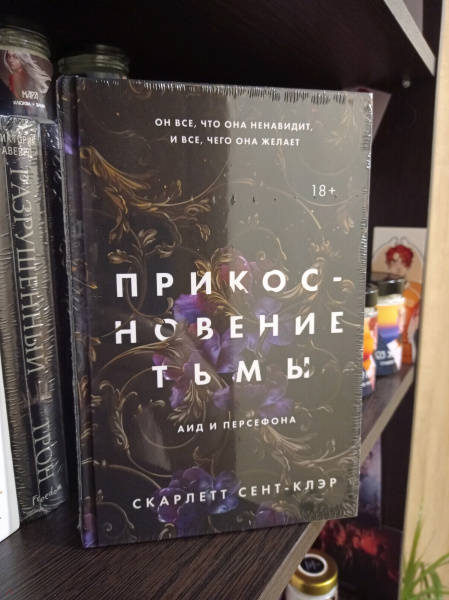 ОН ВСЕ, ЧТО ОНА НЕНАВИДИТ,
И ВСЕ, ЧЕГО ОНА ЖЕЛАЕТ
18+
ПРИКОС-
НОВЕНИЕ
ТЬМЫ
АИД И ПЕРСЕФОНА
СКАРЛЕТТ СЕНТ-КЛЭР
РАЗРУШЕННЫЙ ТРОН
freedom